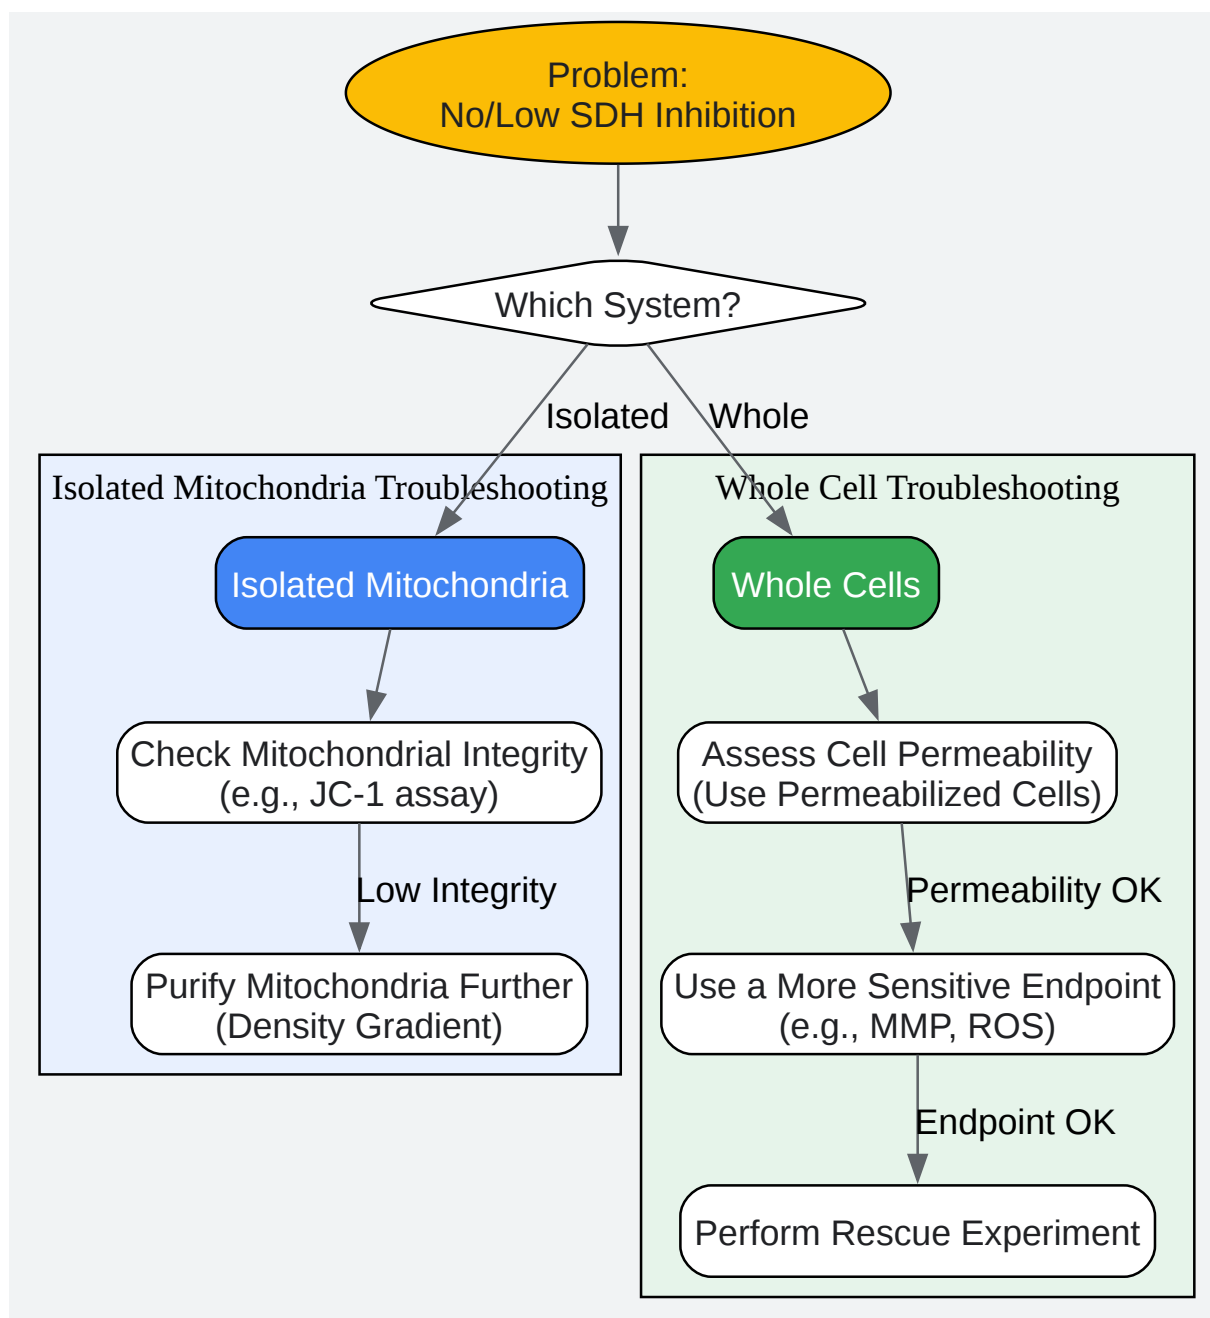 Problem:
No/Low SDH Inhibition
Which System?
Isolated
Whole
Isolated Mitochondria Troubleshooting
Isolated Mitochondria
Check Mitochondrial Integrity
(e.g., JC-1 assay)
Low Integrity
Purify Mitochondria Further
(Density Gradient)
Whole Cell Troubleshooting
Whole Cells
Assess Cell Permeability
(Use Permeabilized Cells)
Permeability OK
Use a More Sensitive Endpoint
(e.g., MMP, ROS)
Endpoint OK
Perform Rescue Experiment